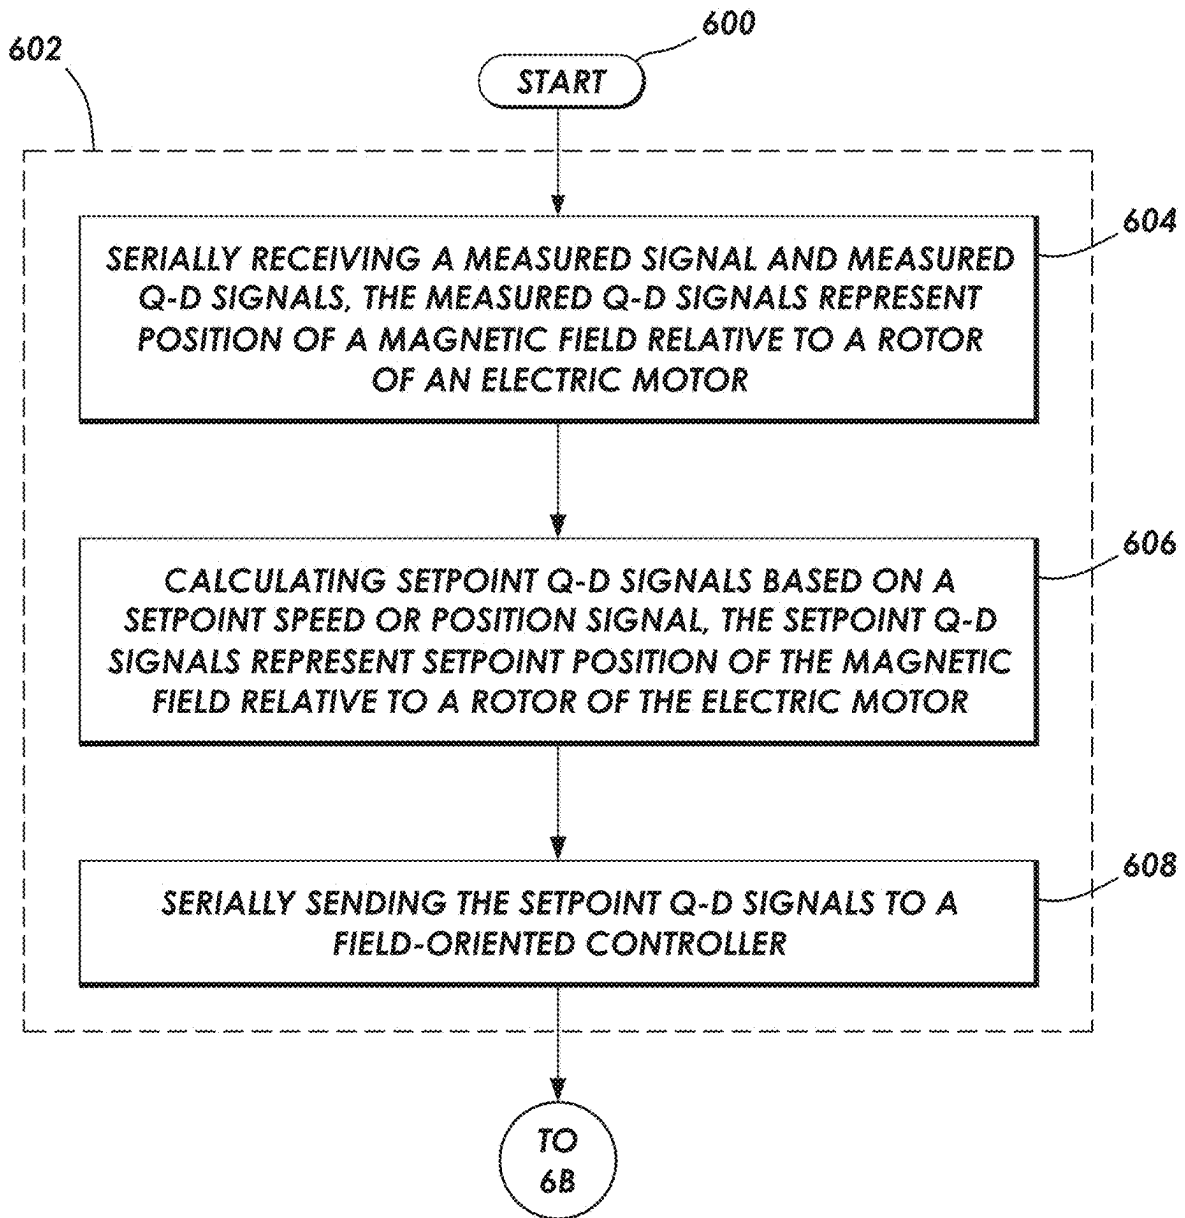 600
602
START
604
SERIALLY RECEIVING A MEASURED SIGNAL AND MEASURED
Q-D SIGNALS, THE MEASURED Q-D SIGNALS REPRESENT
POSITION OF A MAGNETIC FIELD RELATIVE TO A ROTOR
OF AN ELECTRIC MOTOR
606
CALCULATING SETPOINT Q-D SIGNALS BASED ON A
SETPOINT SPEED OR POSITION SIGNAL, THE SETPOINT Q-D
SIGNALS REPRESENT SETPOINT POSITION OF THE MAGNETIC
FIELD RELATIVE TO A ROTOR OF THE ELECTRIC MOTOR
608
SERIALLY SENDING THE SETPOINT Q-D SIGNALS TO A
FIELD-ORIENTED CONTROLLER
TO
6B